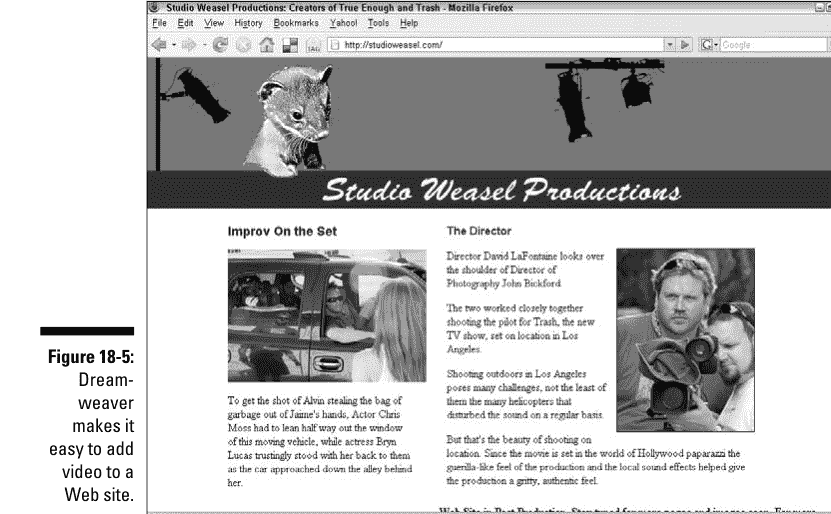 Studio Weasel Productions: Creators of True Enough and Trash - Mozilla Firefox
File Edit View History Bookmarks Yahoo! Tools Help
http://studioweasel.com/
Google
Studio Weasel Productions
Improv On the Set
To get the shot of Alvin stealing the bag of
garbage out of Jaime's hands, Actor Chris
Moss had to lean half way out the window
of this moving vehicle, while actress Bryn
Lucas trustingly stood with her back to them
as the car approached down the alley behind
her.
The Director
Director David LaFontaine looks over
the shoulder of Director of
Photography John Bickford.
The two worked closely together
shooting the pilot for Trash, the new
TV show, set on location in Los
Angeles.
Shooting outdoors in Los Angeles
poses many challenges, not the least of
them the many helicopters that
disturbed the sound on a regular basis.
But that's the beauty of shooting on
location. Since the movie is set in the world of Hollywood paparazzi the
guerilla-like feel of the production and the local sound effects helped give
the production a gritty, authentic feel.
Figure 18-5:
Dream-
weaver
makes it
easy to add
video to a
Web site.